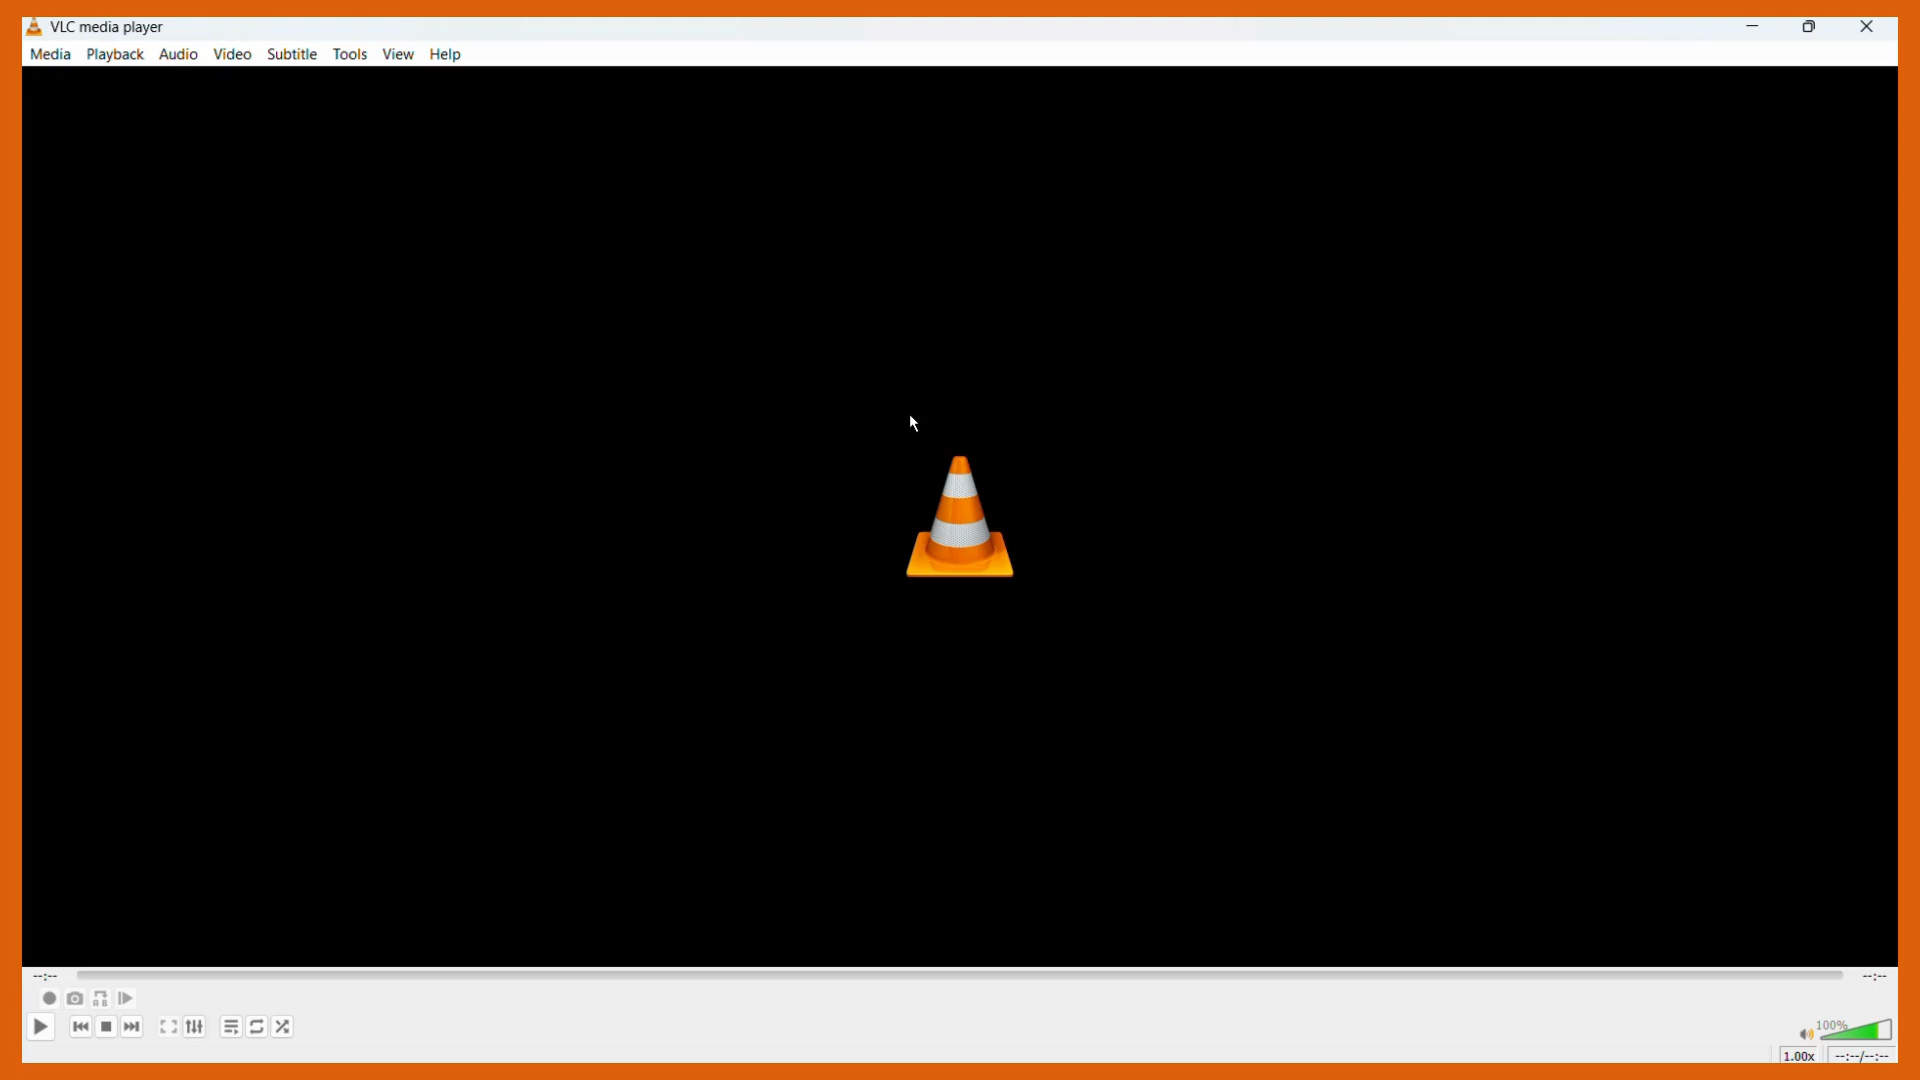 VLC media player
Media Playback Audio Video Subtitle Tools View Help
--:-- --:--
A B
100%
1.00x --:--/--:--